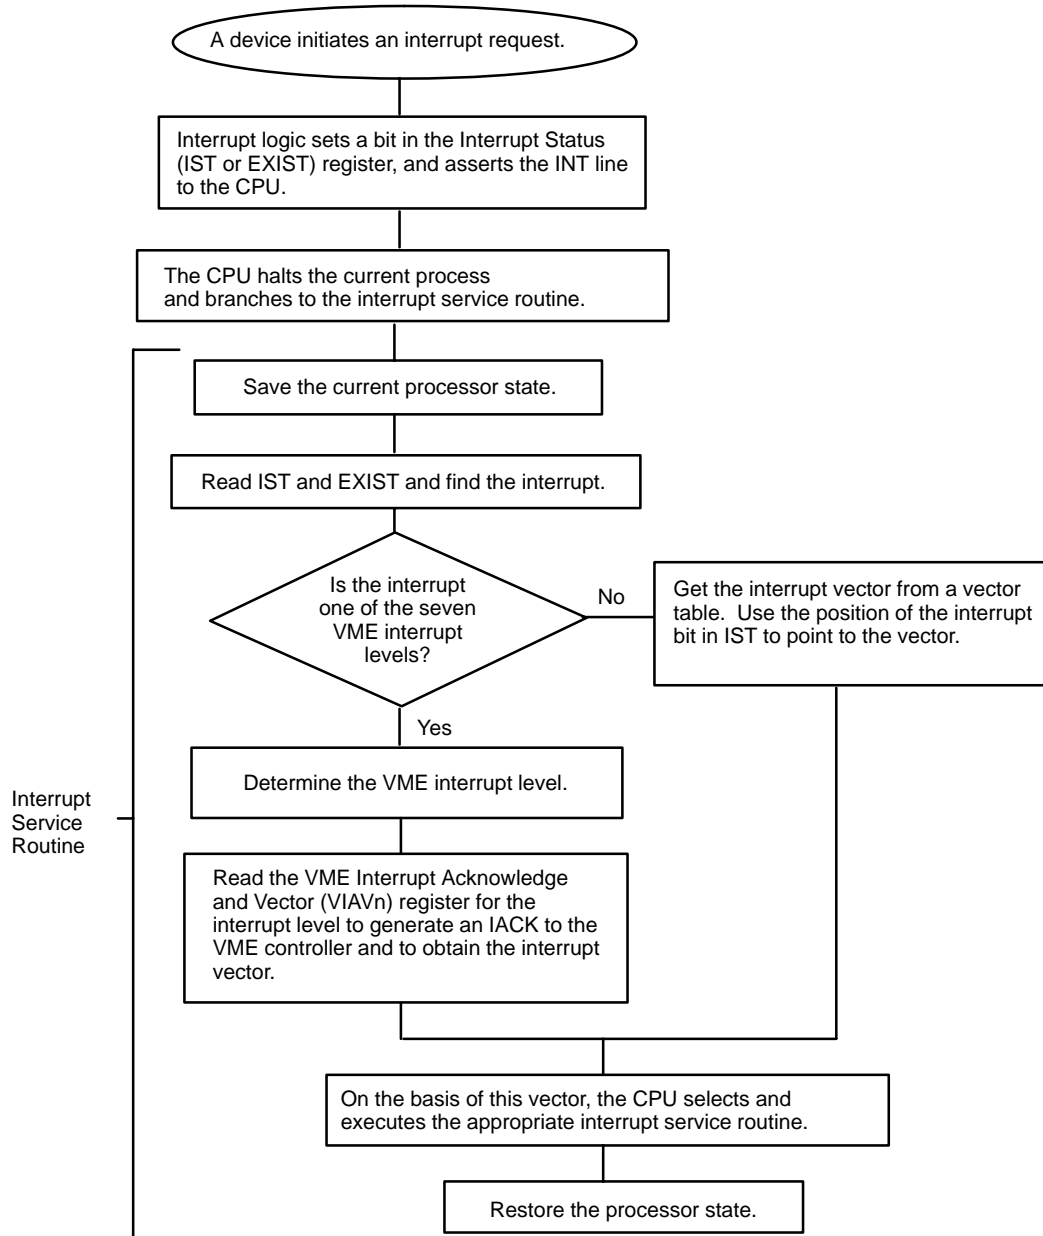 A device initiates an interrupt request.
Interrupt logic sets a bit in the Interrupt Status
(IST or EXIST) register, and asserts the INT line
to the CPU.
The CPU halts the current process
and branches to the interrupt service routine.
Save the current processor state.
Read IST and EXIST and find the interrupt.
Is the interrupt
one of the seven
VME interrupt
levels?
No
Get the interrupt vector from a vector
table.  Use the position of the interrupt
bit in IST to point to the vector.
Yes
Determine the VME interrupt level.
Interrupt
Service
Routine
Read the VME Interrupt Acknowledge
and Vector (VIAVn) register for the
interrupt level to generate an IACK to the
VME controller and to obtain the interrupt
vector.
On the basis of this vector, the CPU selects and
executes the appropriate interrupt service routine.
Restore the processor state.